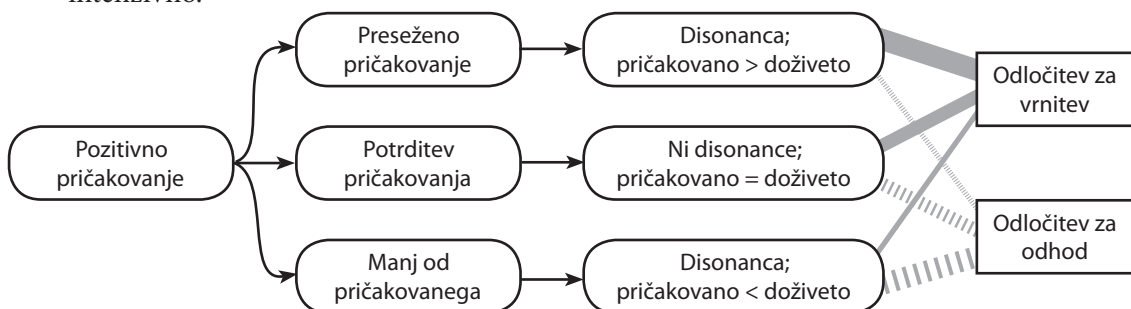 Preseženo
pričakovanje
Disonanca;
pričakovano > doživeto
Odločitev za
vrnitev
Pozitivno
pričakovanje
Potrditev
pričakovanja
Ni disonance;
pričakovano = doživeto
Odločitev za
odhod
Manj od
pričakovanega
Disonanca;
pričakovano < doživeto